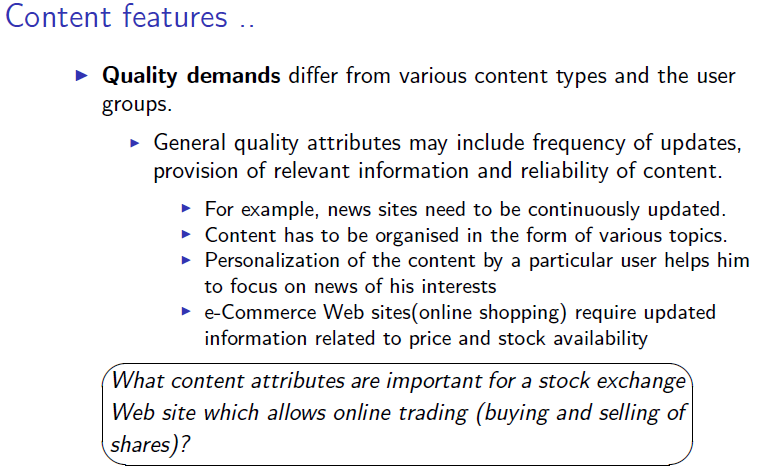 Content features ..
Quality demands differ from various content types and the user
groups.
General quality attributes may include frequency of updates,
provision of relevant information and reliability of content.
For example, news sites need to be continuously updated.
Content has to be organised in the form of various topics.
Personalization of the content by a particular user helps him
to focus on news of his interests
e-Commerce Web sites(online shopping) require updated
information related to price and stock availability
What content attributes are important for a stock exchange
Web site which allows online trading (buying and selling of
shares)?